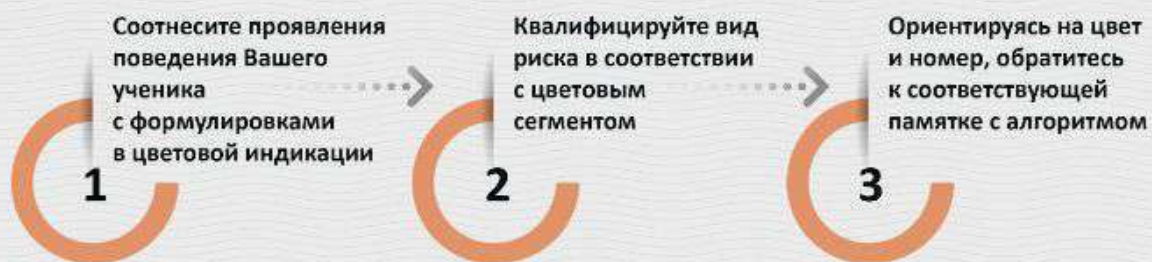 Соотнесите проявления
поведения Вашего
ученика
с формулировками
в цветовой индикации
1
Квалифицируйте вид
риска в соответствии
с цветовым
сегментом
2
Ориентируясь на цвет
и номер, обратитесь
к соответствующей
памятке с алгоритмом
3